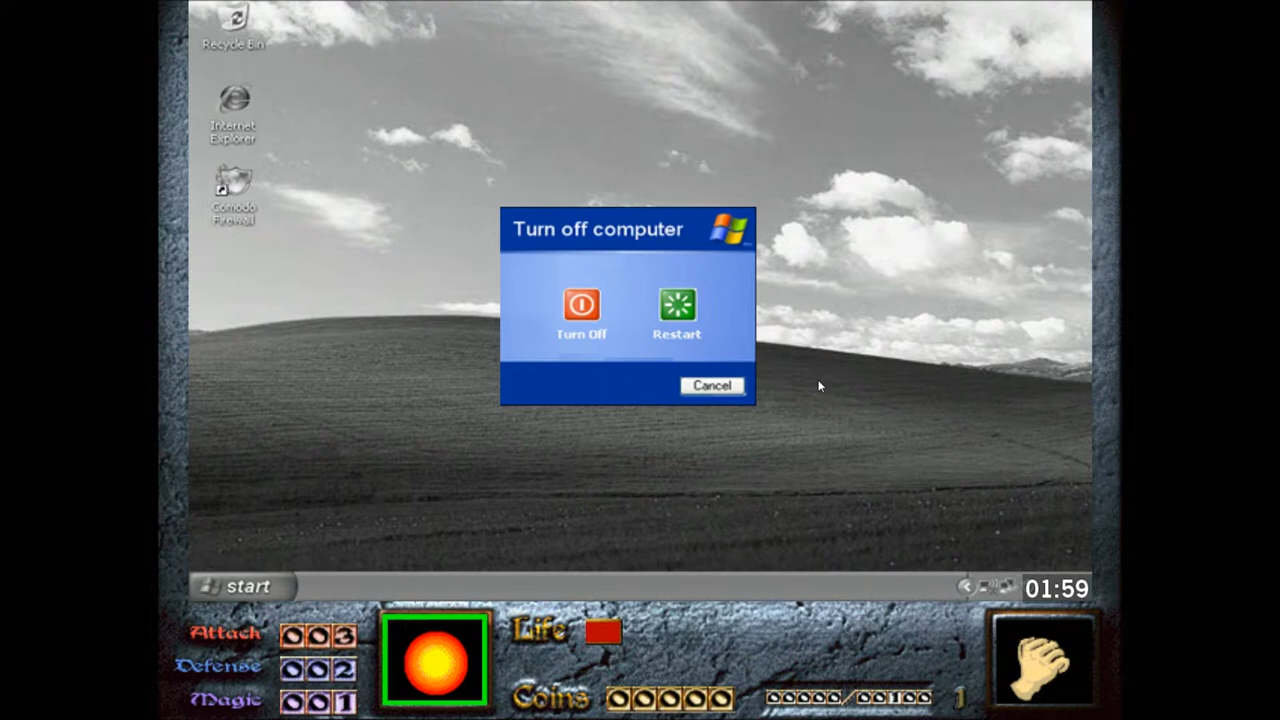 Recycle Bin
Internet
Explorer
Comodo
Firewall
Turn off computer
Turn Off
Restart
Cancel
start
01:59
Attack 003
Defense 002
Magic 001
Life
Coins 00000
00000/00100
1